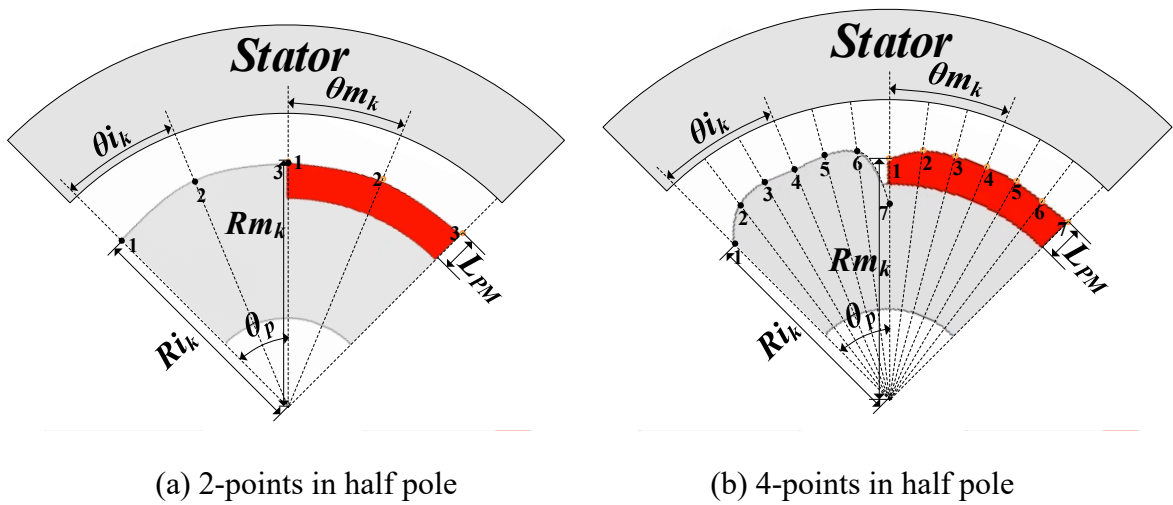 Stator
θi_k
θm_k
1
2
3
1
2
3
Rm_k
L_PM
θ_p
Ri_k
(a) 2-points in half pole
Stator
θi_k
θm_k
1
2
3
4
5
6
7
1
2
3
4
5
6
7
Rm_k
L_PM
θ_p
Ri_k
(b) 4-points in half pole